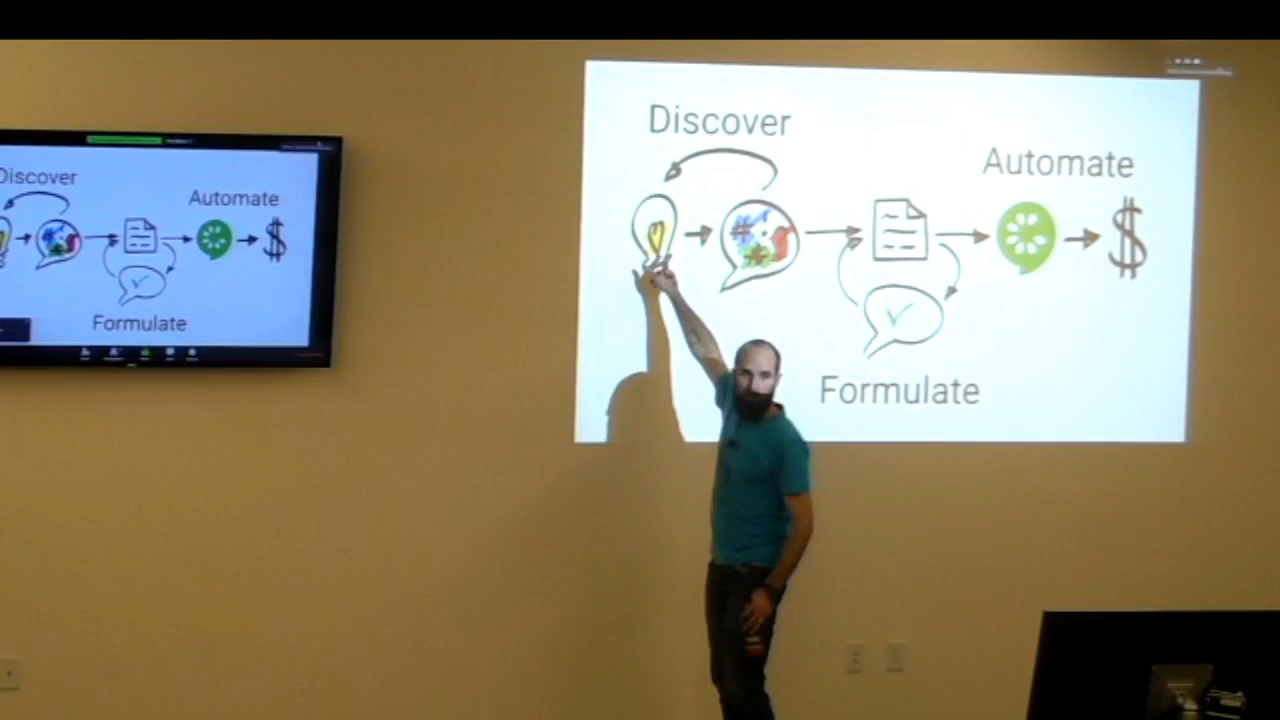 Discover
Automate
$
Formulate
Discover
Automate
$
Formulate